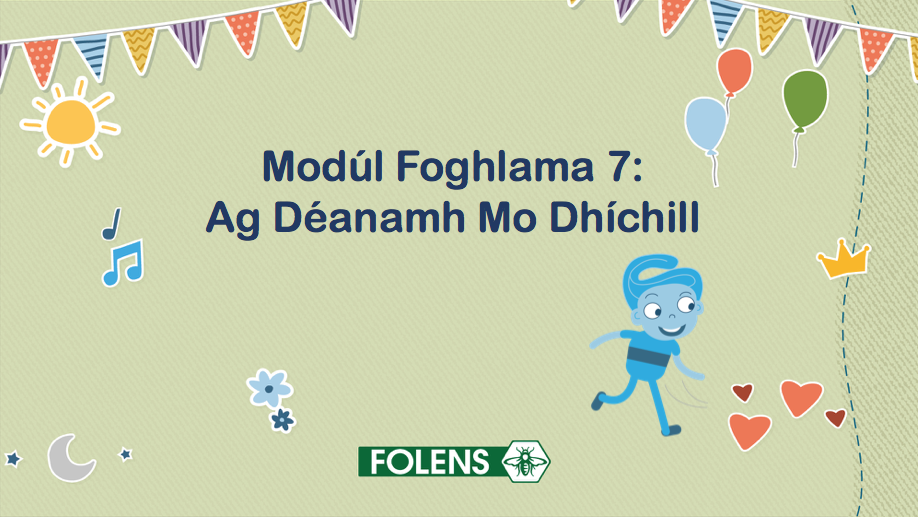 Modúl Foghlama 7:
Ag Déanamh Mo Dhíchill
FOLENS